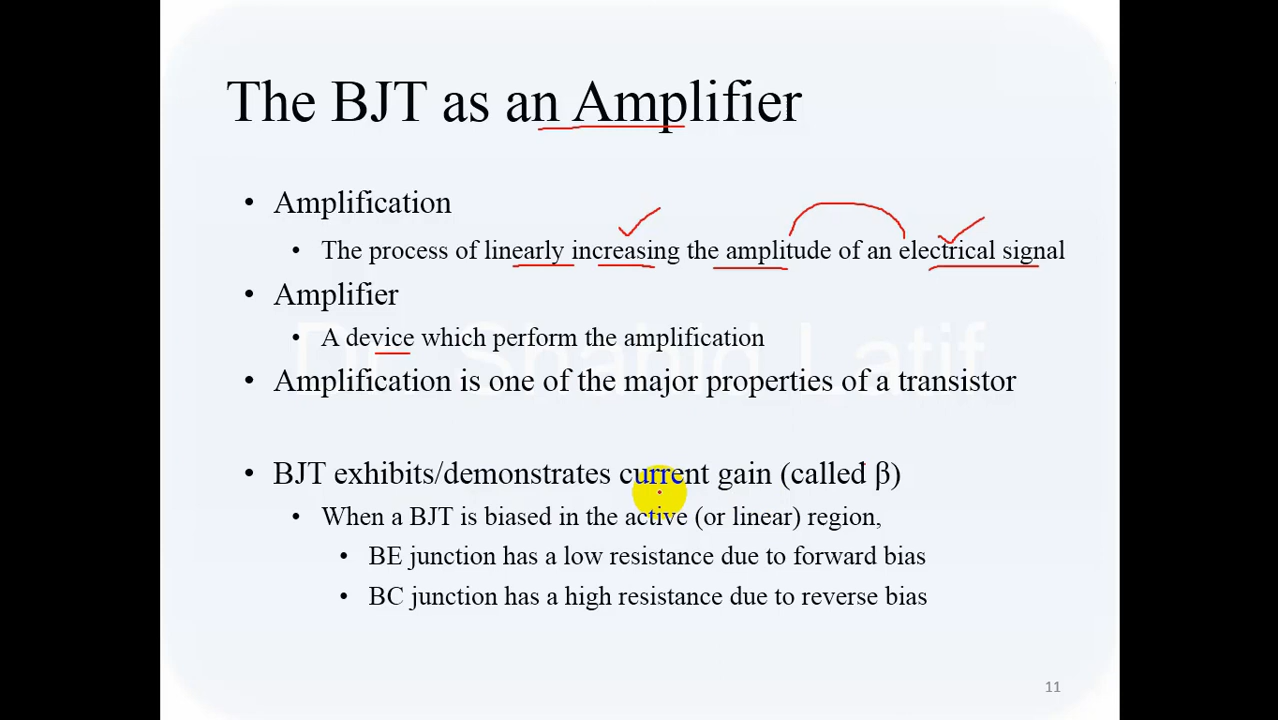 The BJT as an Amplifier
• Amplification
• The process of linearly increasing the amplitude of an electrical signal
• Amplifier
• A device which perform the amplification
Dr. Shahid Latif
• Amplification is one of the major properties of a transistor
• BJT exhibits/demonstrates current gain (called β)
• When a BJT is biased in the active (or linear) region,
• BE junction has a low resistance due to forward bias
• BC junction has a high resistance due to reverse bias
11